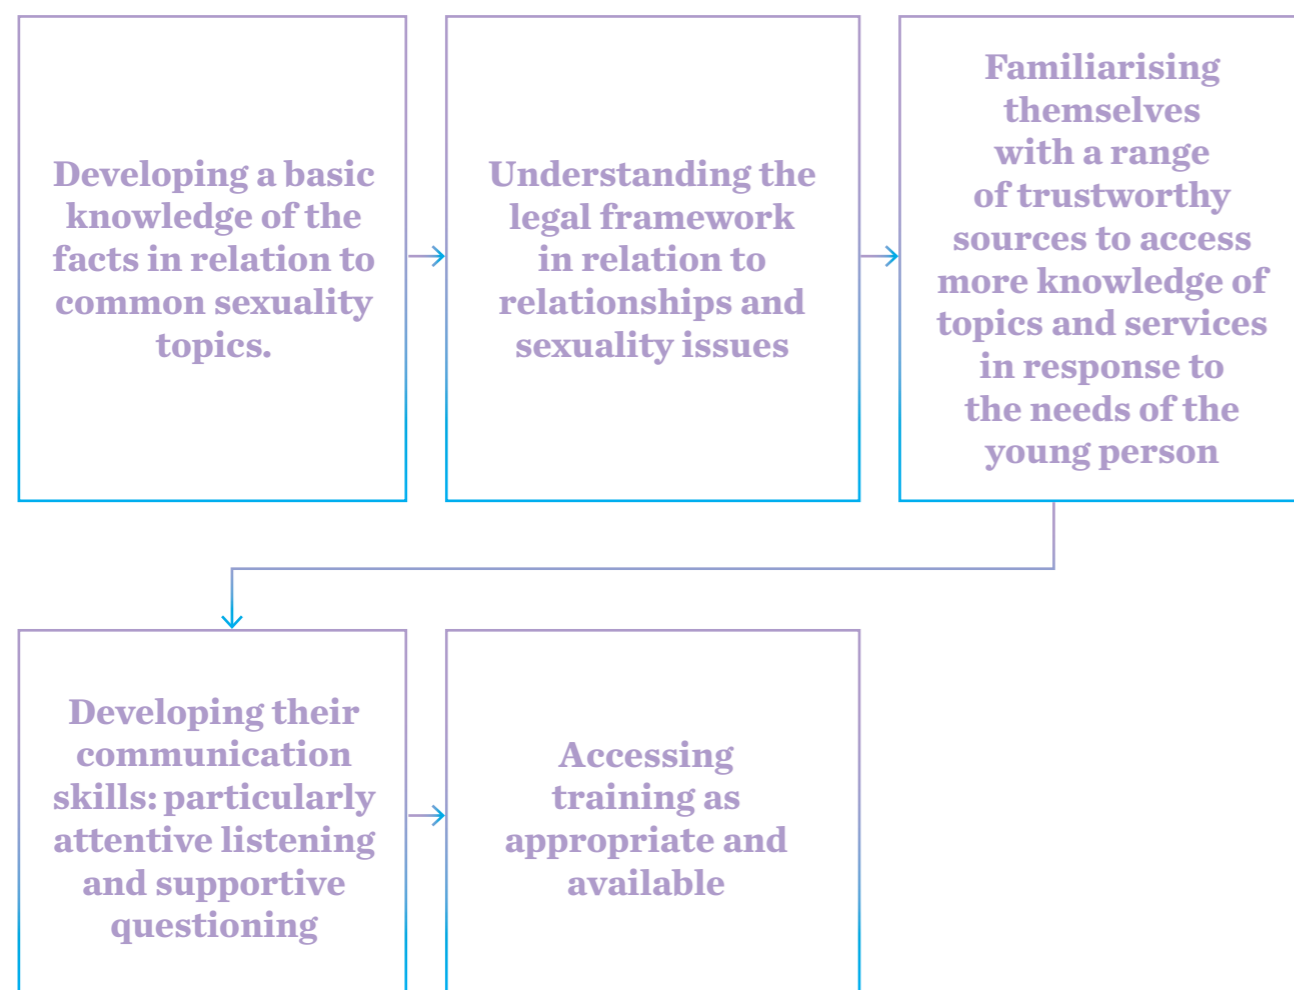 Developing a basic
knowledge of the
facts in relation to
common sexuality
topics.
Understanding the
legal framework
in relation to
relationships and
sexuality issues
Familiarising
themselves
with a range
of trustworthy
sources to access
more knowledge of
topics and services
in response to
the needs of the
young person
Developing their
communication
skills: particularly
attentive listening
and supportive
questioning
Accessing
training as
appropriate and
available